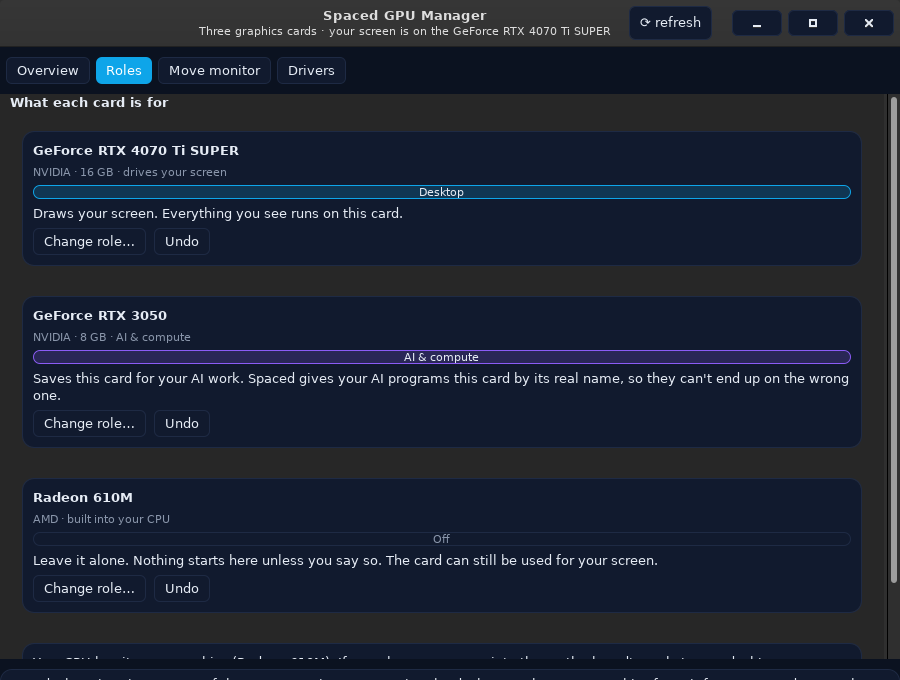 Spaced GPU Manager
Three graphics cards · your screen is on the GeForce RTX 4070 Ti SUPER
⟳ refresh
Overview
Roles
Move monitor
Drivers
What each card is for
GeForce RTX 4070 Ti SUPER
NVIDIA · 16 GB · drives your screen
Desktop
Draws your screen. Everything you see runs on this card.
Change role...
Undo
GeForce RTX 3050
NVIDIA · 8 GB · AI & compute
AI & compute
Saves this card for your AI work. Spaced gives your AI programs this card by its real name, so they can't end up on the wrong
one.
Change role...
Undo
Radeon 610M
AMD · built into your CPU
Off
Leave it alone. Nothing starts here unless you say so. The card can still be used for your screen.
Change role...
Undo